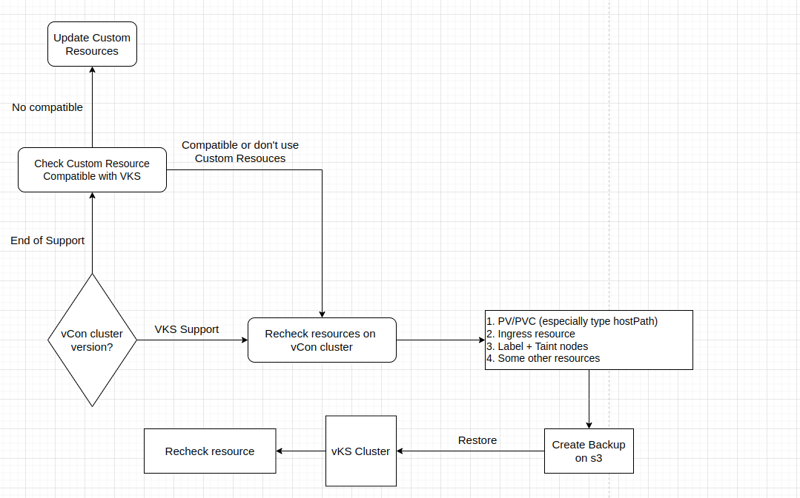 Update Custom
Resources
No compatible
Compatible or don't use
Custom Resouces
Check Custom Resource
Compatible with VKS
End of Support
vCon cluster
version?
VKS Support
Recheck resources on
vCon cluster
1. PV/PVC (especially type hostPath)
2. Ingress resource
3. Label + Taint nodes
4. Some other resources
Recheck resource
vKS Cluster
Restore
Create Backup
on s3